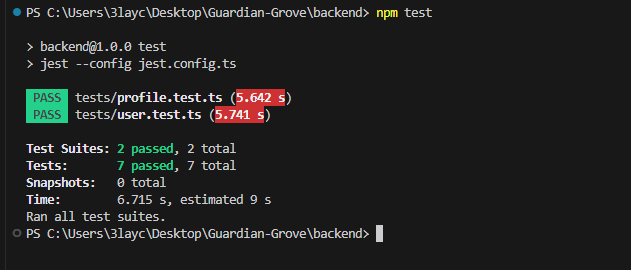 PS C:\Users\3layc\Desktop\Guardian-Grove\backend> npm test
> backend@1.0.0 test
> jest --config jest.config.ts
PASS tests/profile.test.ts (5.642 s)
PASS tests/user.test.ts (5.741 s)
Test Suites: 2 passed, 2 total
Tests: 7 passed, 7 total
Snapshots: 0 total
Time: 6.715 s, estimated 9 s
Ran all test suites.
PS C:\Users\3layc\Desktop\Guardian-Grove\backend>